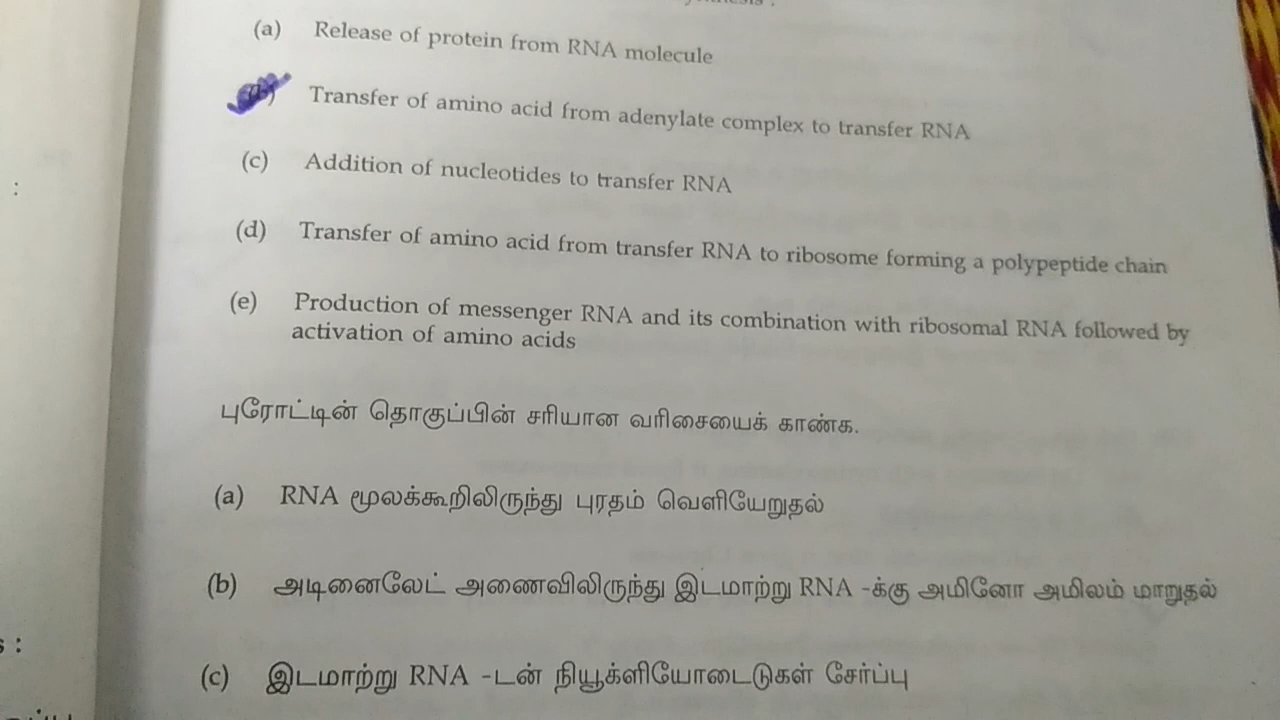 (a) Release of protein from RNA molecule
(b) Transfer of amino acid from adenylate complex to transfer RNA
(c) Addition of nucleotides to transfer RNA
(d) Transfer of amino acid from transfer RNA to ribosome forming a polypeptide chain
(e) Production of messenger RNA and its combination with ribosomal RNA followed by
activation of amino acids
புரோட்டின் தொகுப்பின் சரியான வரிசையைக் காண்க.
(a) RNA மூலக்கூறிலிருந்து புரதம் வெளியேறுதல்
(b) அடினைலேட் அணைவிலிருந்து இடமாற்று RNA -க்கு அமினோ அமிலம் மாறுதல்
(c) இடமாற்று RNA -டன் நியூக்ளியோடைடுகள் சேர்ப்பு